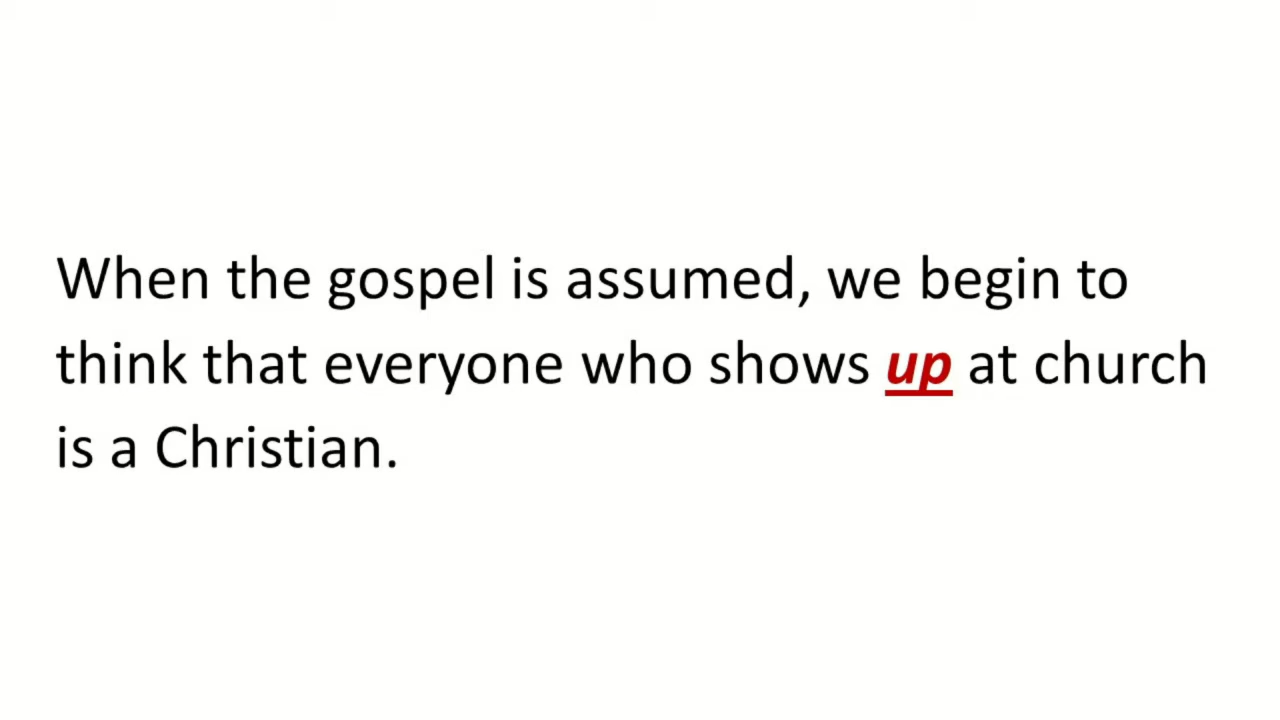 When the gospel is assumed, we begin to
think that everyone who shows up at church
is a Christian.